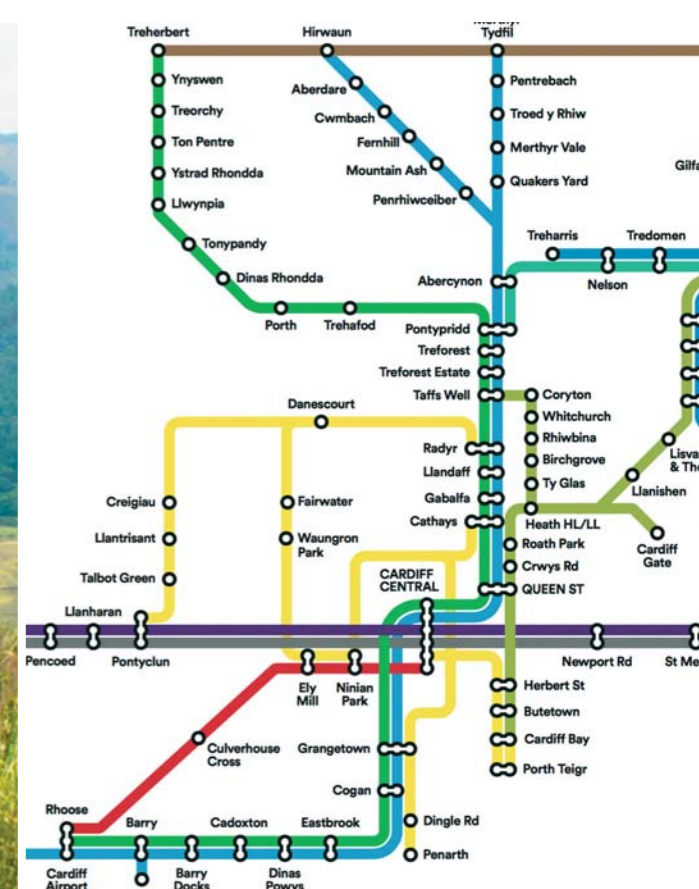 Treherbert
Hirwaun
Tydfil
Ynyswen
Aberdare
Pentrebach
Treorchy
Cwmbach
Troed y Rhiw
Ton Pentre
Fernhill
Merthyr Vale
Ystrad Rhondda
Mountain Ash
Quakers Yard
Llwynpia
Penrhiwceiber
Treharris
Tredomen
Tonypandy
Dinas Rhondda
Abercynon
Nelson
Porth
Trehafod
Pontypridd
Treforest
Treforest Estate
Taffs Well
Coryton
Danescourt
Whitchurch
Radyr
Rhiwbina
Llandaff
Birchgrove
Ty Glas
Llanishen
Creigiau
Fairwater
Gabalfa
Cathays
Heath HL/LL
Llantrisant
Waungron
Park
Roath Park
Cardiff
Gate
Talbot Green
CARDIFF
CENTRAL
Crwys Rd
QUEEN ST
Llanharan
Pencoed
Pontyclun
Newport Rd
Ely
Mill
Ninian
Park
Herbert St
Butetown
Culverhouse
Cross
Grangetown
Cardiff Bay
Porth Teigr
Cogan
Rhoose
Barry
Cadoxton
Eastbrook
Dingle Rd
Penarth
Cardiff
Airport
Barry
Docks
Dinas
Powys